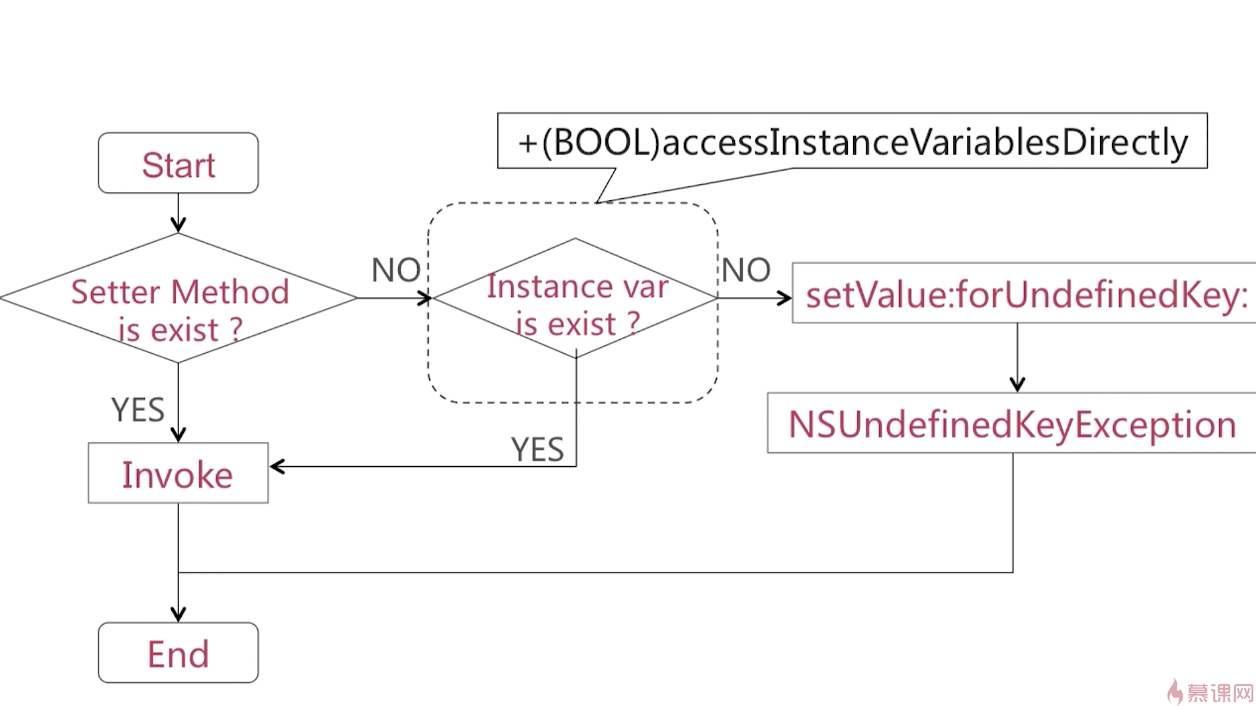 +(BOOL)accessInstanceVariablesDirectly
Start
NO
NO
Setter Method
is exist ?
Instance var
is exist ?
setValue:forUndefinedKey:
YES
NSUndefinedKeyException
YES
Invoke
End
慕课网